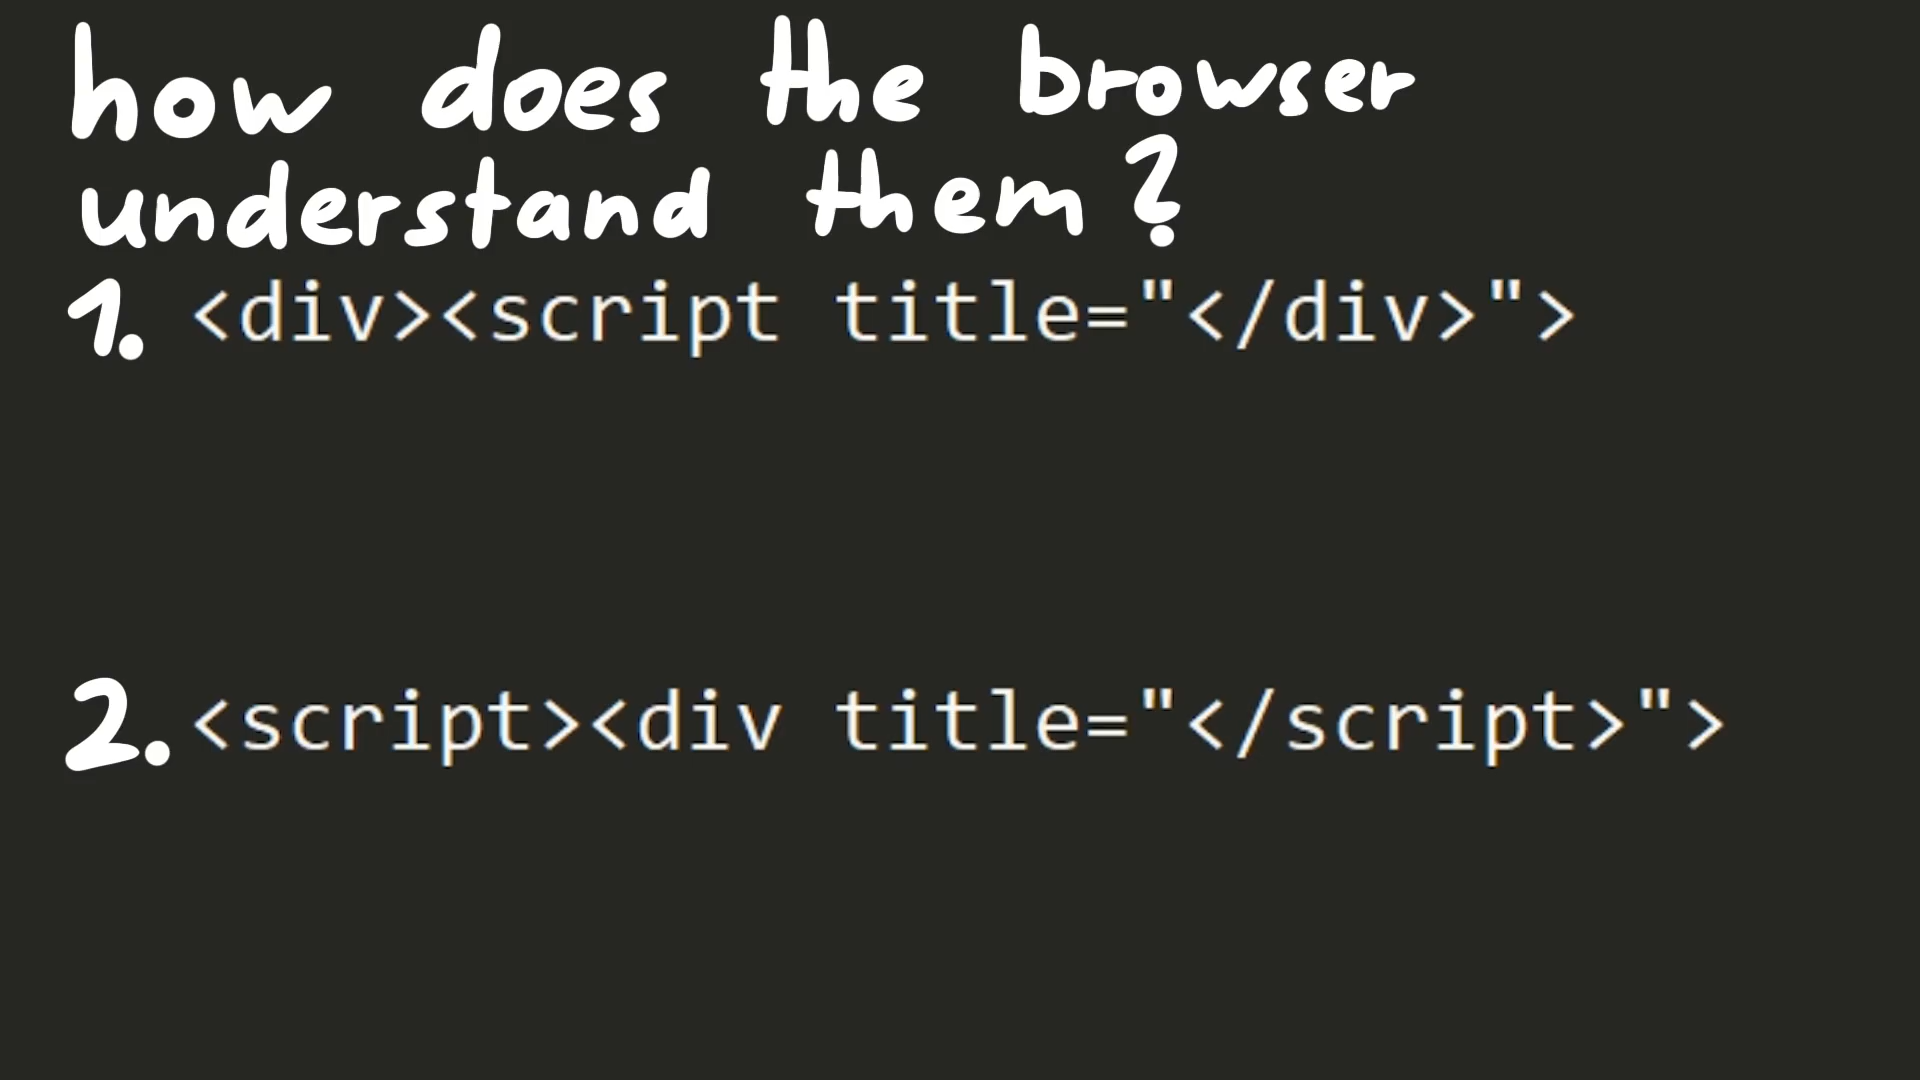 how does the browser
understand them?
1. <div><script title="</div>">
2. <script><div title="</script>">